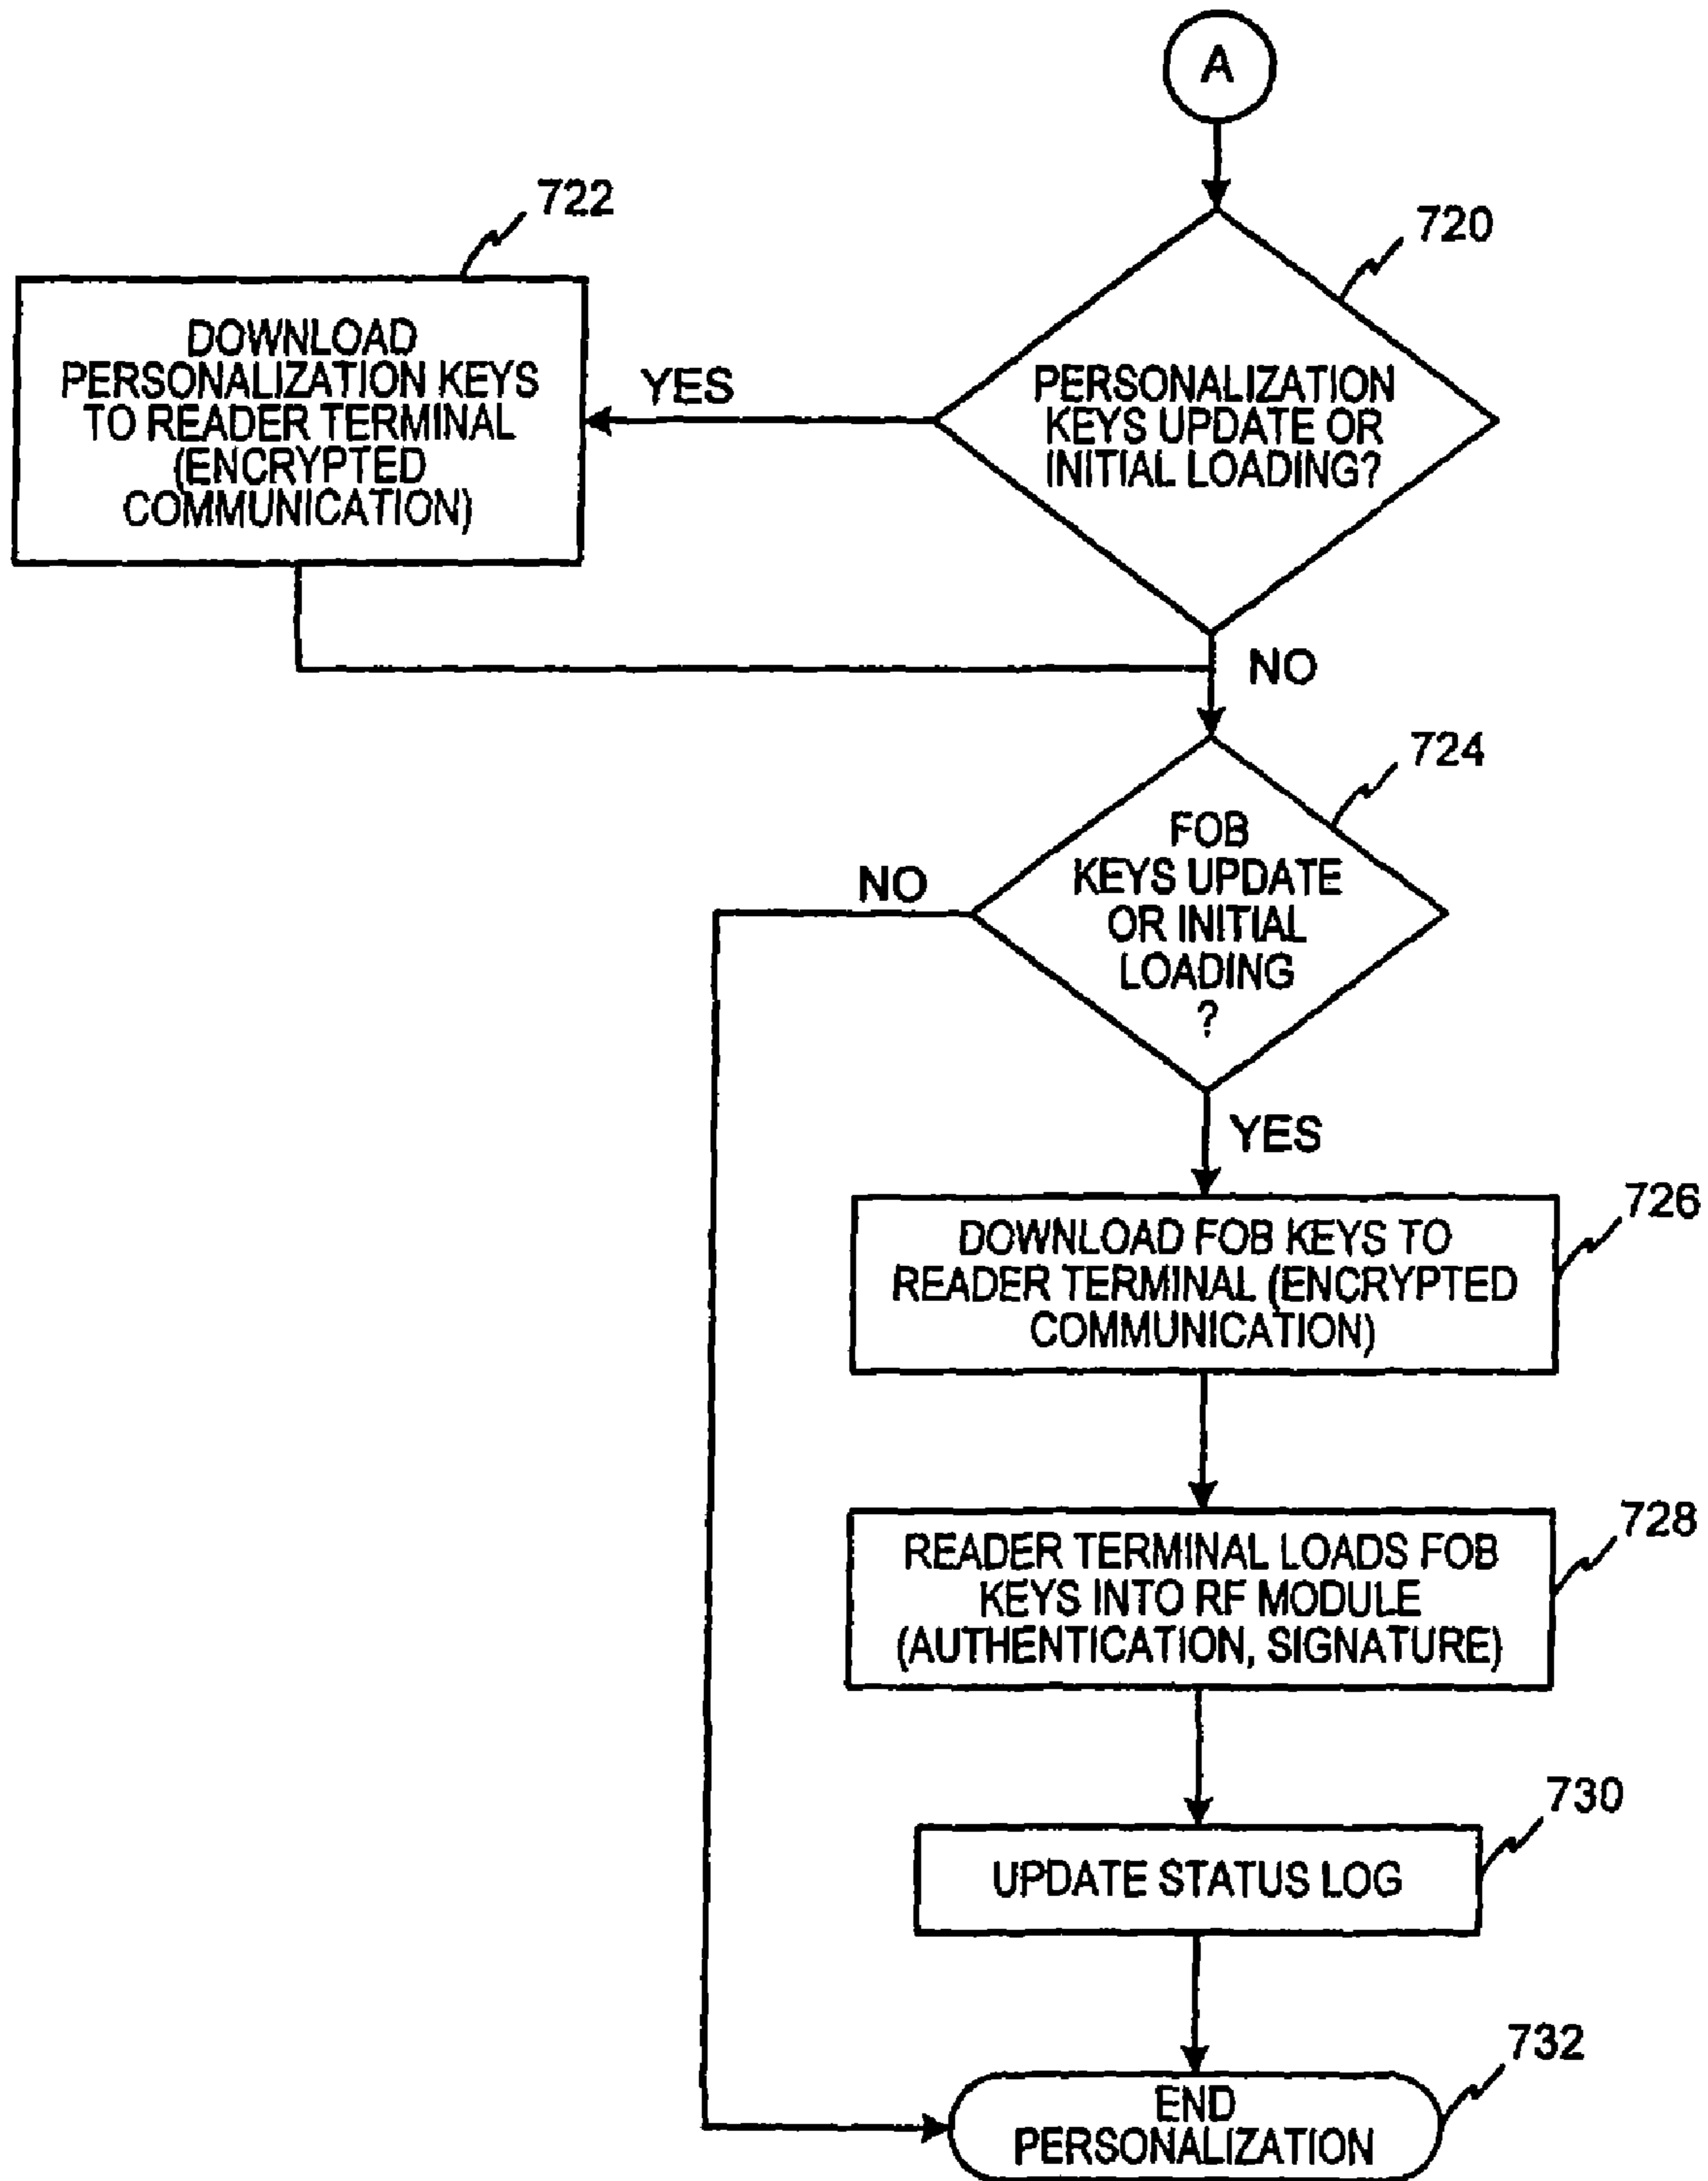 A
722
720
DOWNLOAD
PERSONALIZATION KEYS
TO READER TERMINAL
(ENCRYPTED
COMMUNICATION)
YES
PERSONALIZATION
KEYS UPDATE OR
INITIAL LOADING?
NO
724
FOB
KEYS UPDATE
OR INITIAL
LOADING
?
NO
YES
726
DOWNLOAD FOB KEYS TO
READER TERMINAL (ENCRYPTED
COMMUNICATION)
728
READER TERMINAL LOADS FOB
KEYS INTO RF MODULE
(AUTHENTICATION, SIGNATURE)
730
UPDATE STATUS LOG
732
END
PERSONALIZATION